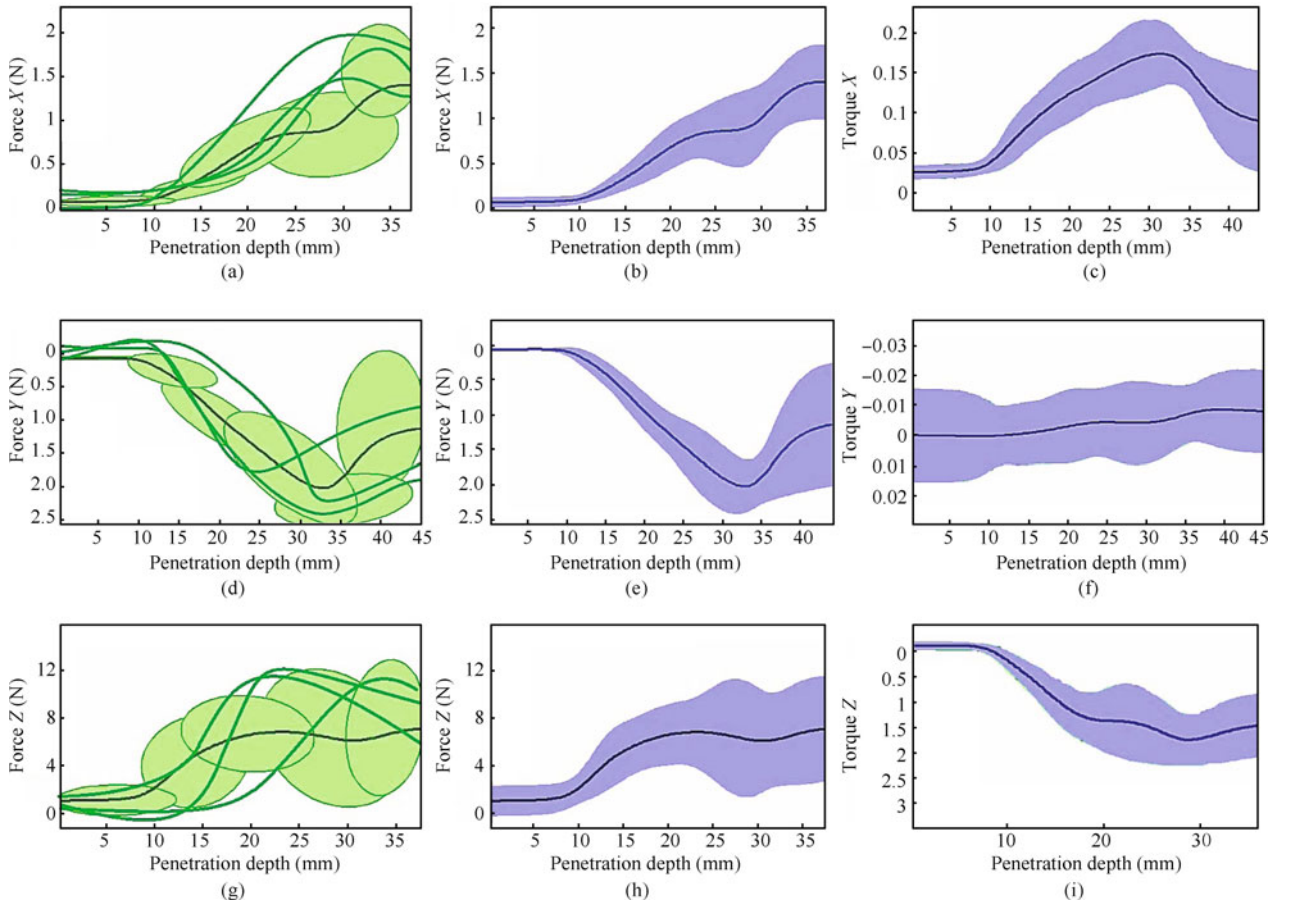 Force X (N)
2
1.5
1
0.5
0
5 10 15 20 25 30 35
Penetration depth (mm)
(a)
Force X (N)
2
1.5
1
0.5
0
5 10 15 20 25 30 35
Penetration depth (mm)
(b)
Torque X
0.2
0.15
0.1
0.05
0
5 10 15 20 25 30 35 40
Penetration depth (mm)
(c)
Force Y (N)
0
0.5
1.0
1.5
2.0
2.5
5 10 15 20 25 30 35 40 45
Penetration depth (mm)
(d)
Force Y (N)
0
0.5
1.0
1.5
2.0
2.5
5 10 15 20 25 30 35 40
Penetration depth (mm)
(e)
Torque Y
−0.03
−0.02
−0.01
0
0.01
0.02
5 10 15 20 25 30 35 40 45
Penetration depth (mm)
(f)
Force Z (N)
12
8
4
0
5 10 15 20 25 30 35
Penetration depth (mm)
(g)
Force Z (N)
12
8
4
0
5 10 15 20 25 30 35
Penetration depth (mm)
(h)
Torque Z
0
0.5
1
1.5
2
2.5
3
10 20 30
Penetration depth (mm)
(i)